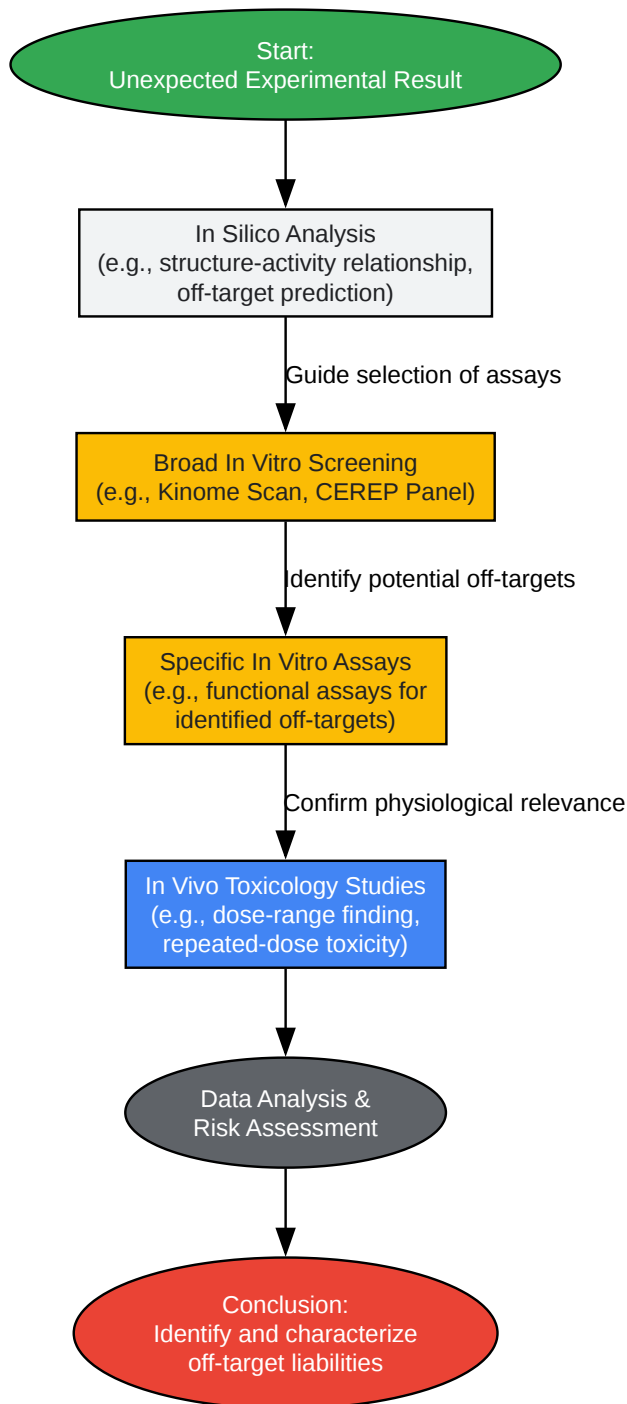 Start:
Unexpected Experimental Result
In Silico Analysis
(e.g., structure-activity relationship,
off-target prediction)
Guide selection of assays
Broad In Vitro Screening
(e.g., Kinome Scan, CEREP Panel)
Identify potential off-targets
Specific In Vitro Assays
(e.g., functional assays for
identified off-targets)
Confirm physiological relevance
In Vivo Toxicology Studies
(e.g., dose-range finding,
repeated-dose toxicity)
Data Analysis &
Risk Assessment
Conclusion:
Identify and characterize
off-target liabilities